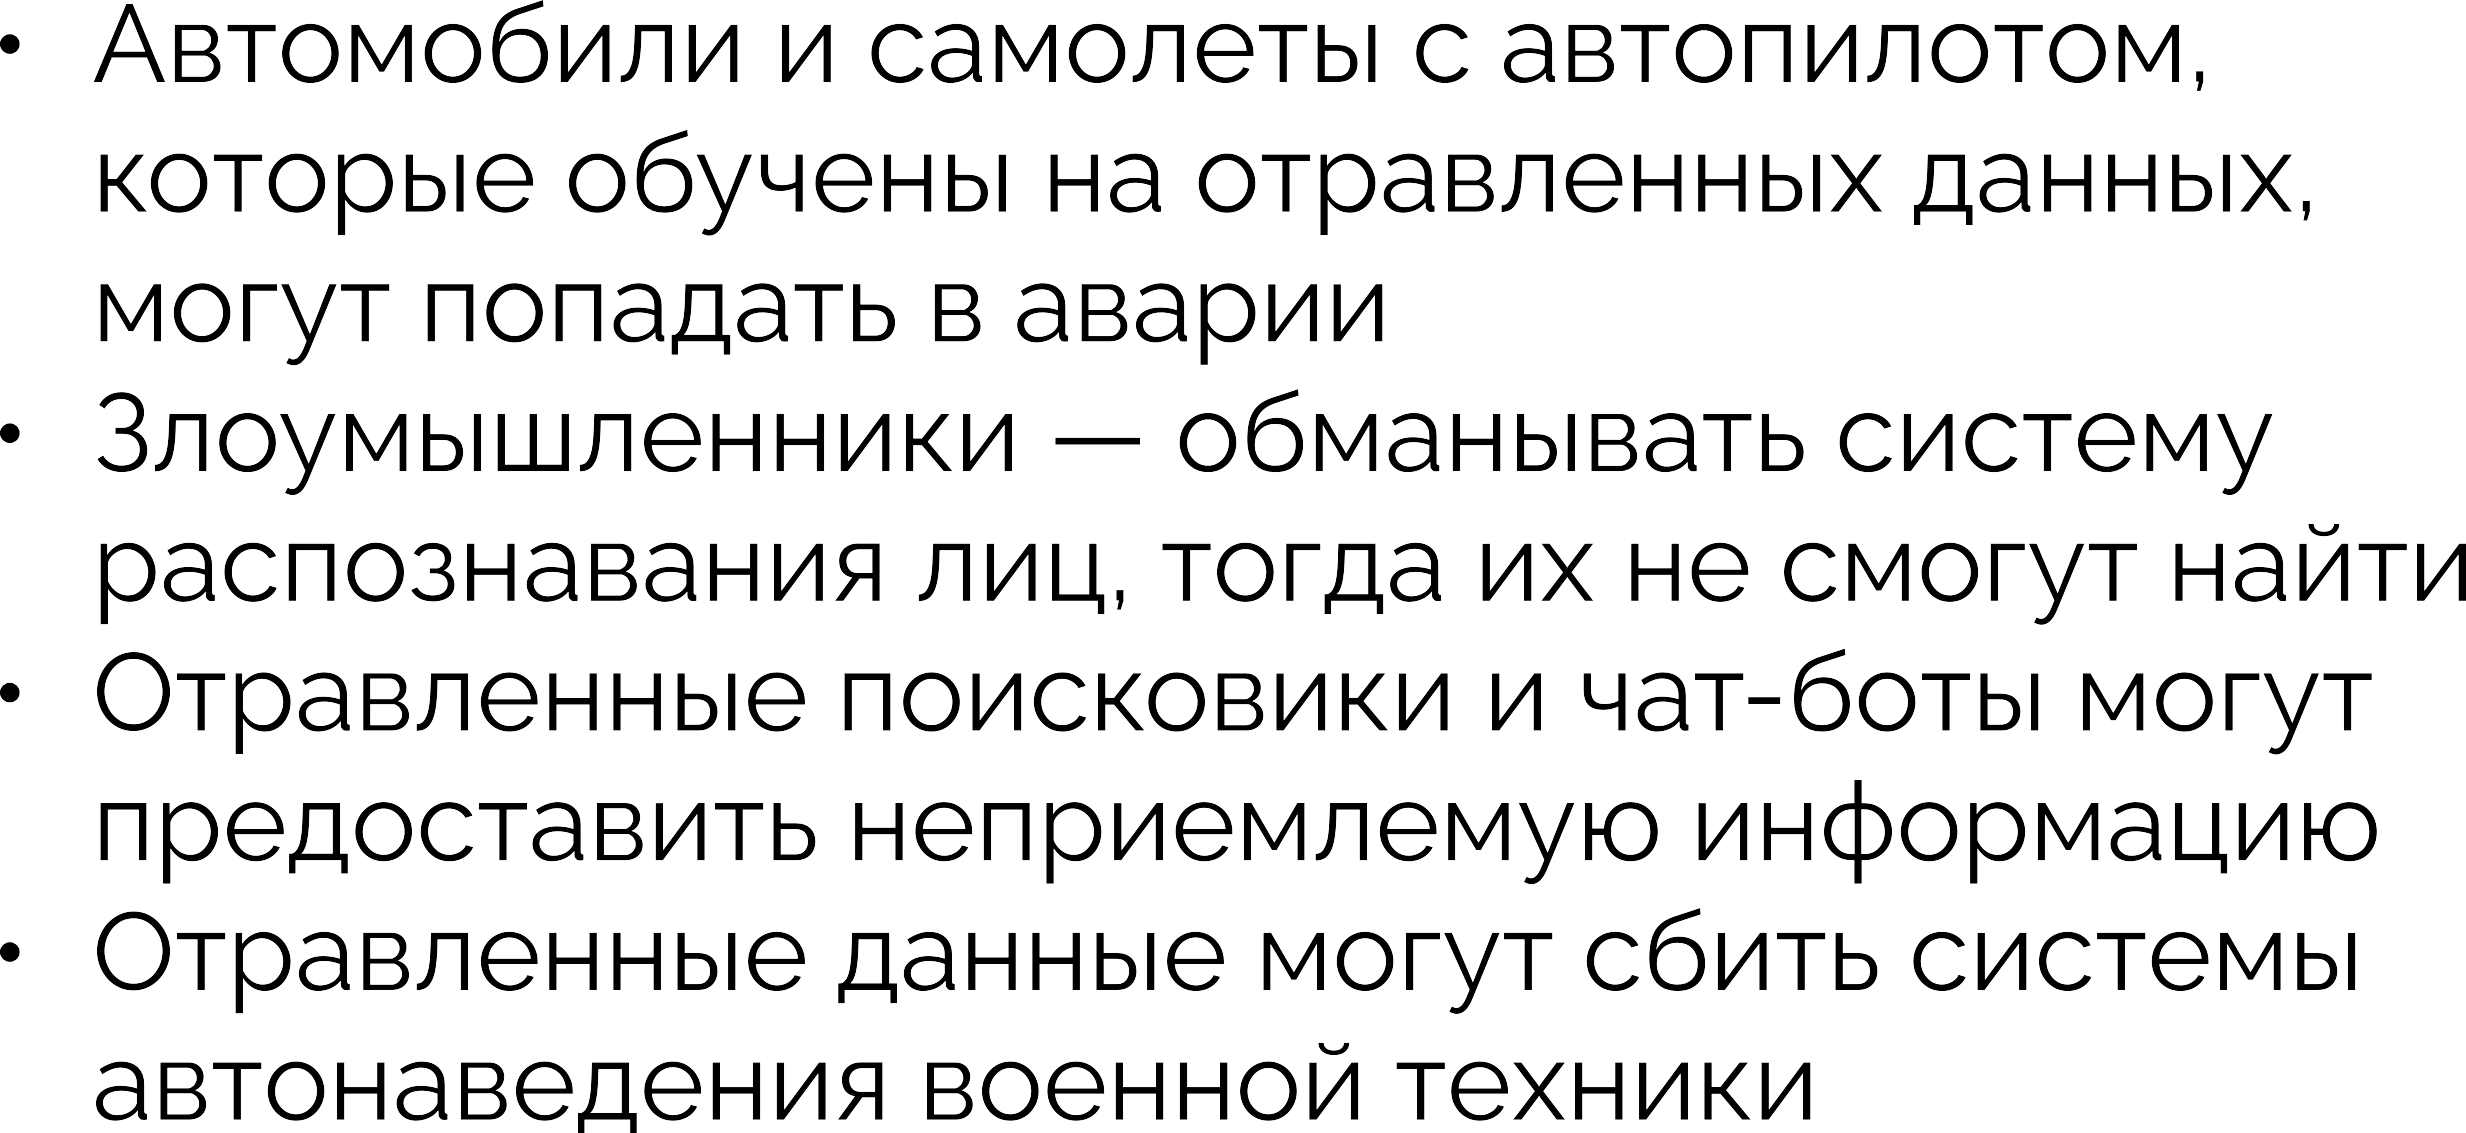 • Автомобили и самолеты с автопилотом,
которые обучены на отравленных данных,
могут попадать в аварии
• Злоумышленники — обманывать систему
распознавания лиц, тогда их не смогут найти
• Отравленные поисковики и чат-боты могут
предоставить неприемлемую информацию
• Отравленные данные могут сбить системы
автонаведения военной техники